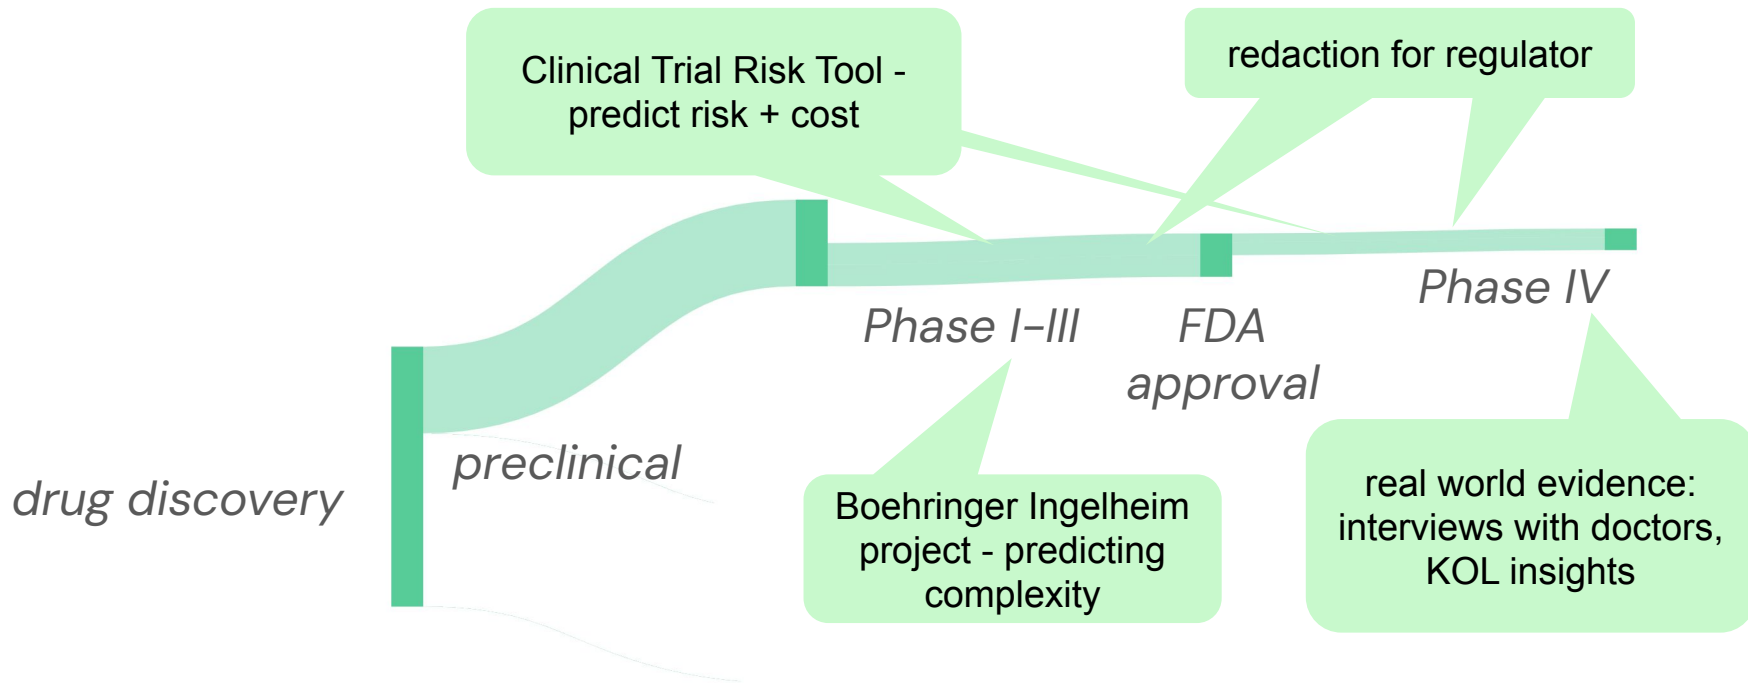 Clinical Trial Risk Tool -
predict risk + cost
redaction for regulator
Phase I–III
FDA
approval
Phase IV
preclinical
drug discovery
Boehringer Ingelheim
project - predicting
complexity
real world evidence:
interviews with doctors,
KOL insights